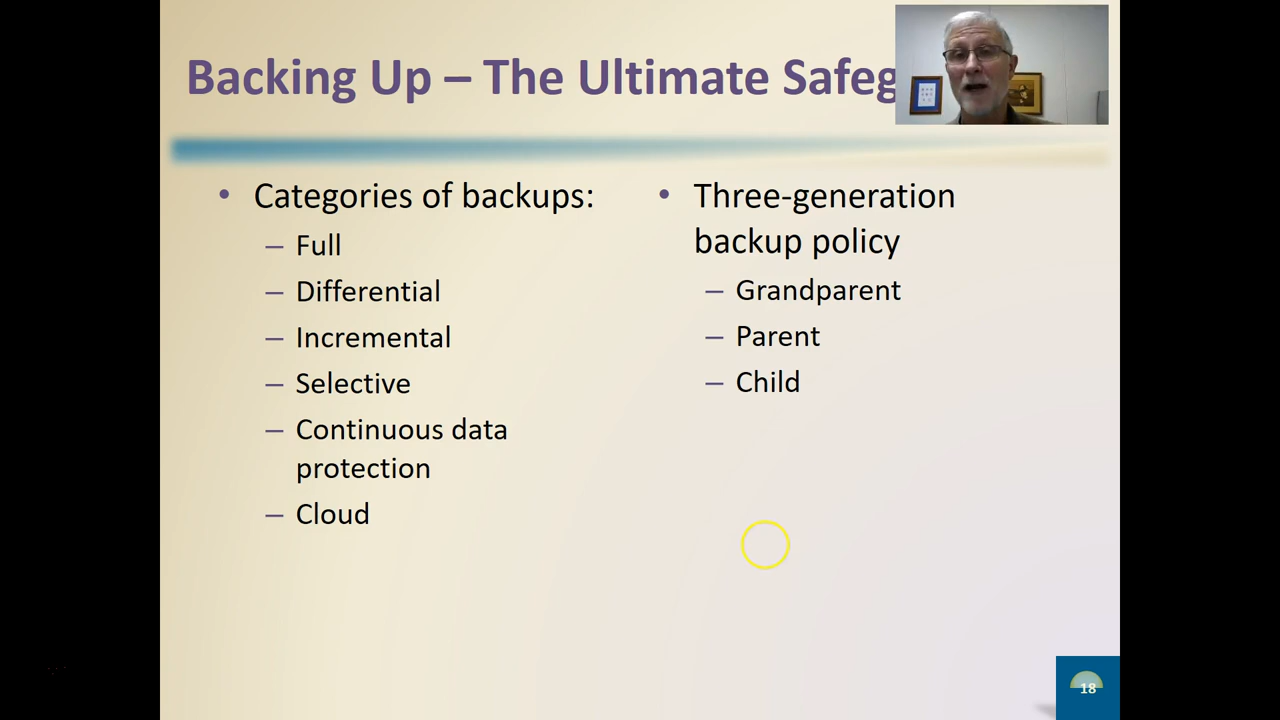 Backing Up – The Ultimate Safeg
• Categories of backups:
– Full
– Differential
– Incremental
– Selective
– Continuous data
protection
– Cloud
• Three-generation
backup policy
– Grandparent
– Parent
– Child
18